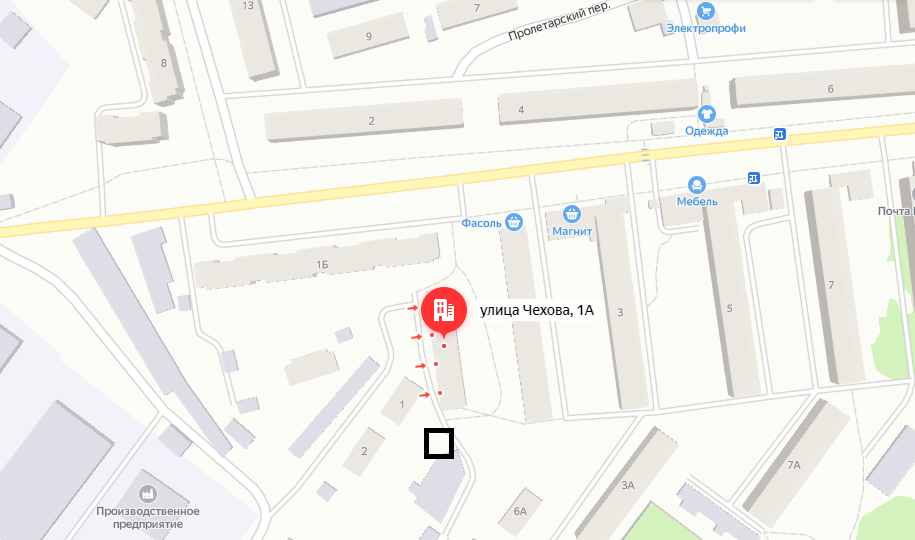 13
7
Пролетарский пер.
Электропрофи
9
8
6
4
2
Одежда
Мебель
Фасоль
Магнит
Почта
1Б
улица Чехова, 1А
3
5
7
1
2
7А
3А
6А
Производственное
предприятие